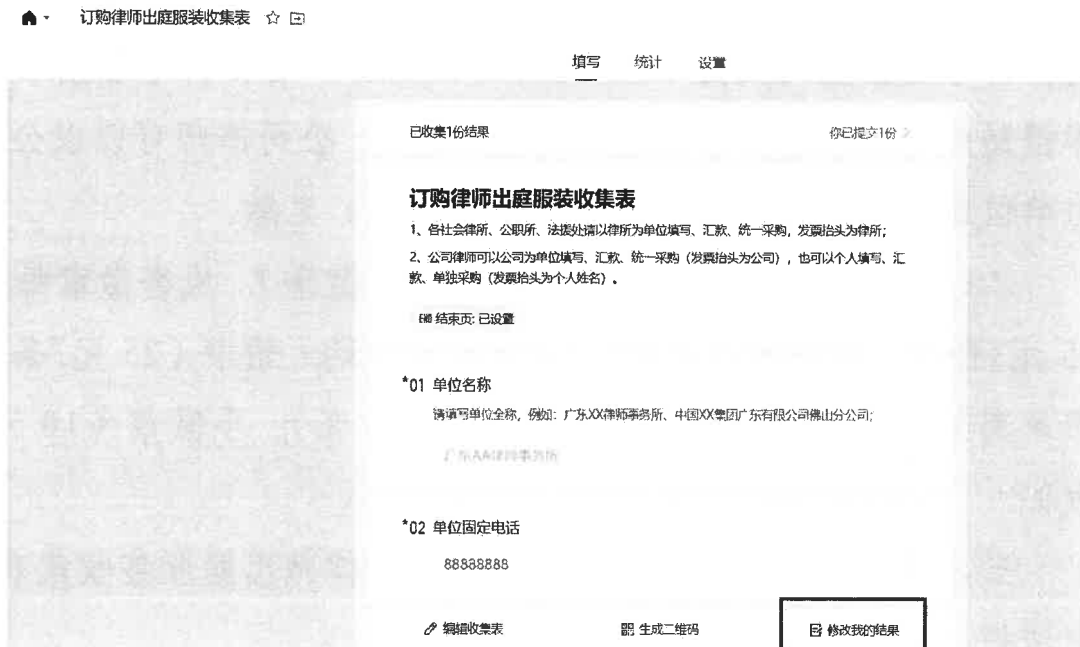 订购律师出庭服装收集表
填写 统计 设置
已收集1份结果 你已提交1份
订购律师出庭服装收集表
1、各社会律所、公职所、法援处请以律所为单位填写、汇款、统一采购，发票抬头为律所；
2、公司律师可以公司为单位填写、汇款、统一采购（发票抬头为公司），也可以个人填写、汇
款、单独采购（发票抬头为个人姓名）。
END 结束页: 已设置
*01 单位名称
请填写单位全称，例如：广东XX律师事务所、中国XX集团广东有限公司佛山分公司；
广东AA律师事务所
*02 单位固定电话
88888888
编辑收集表 生成二维码 修改我的结果